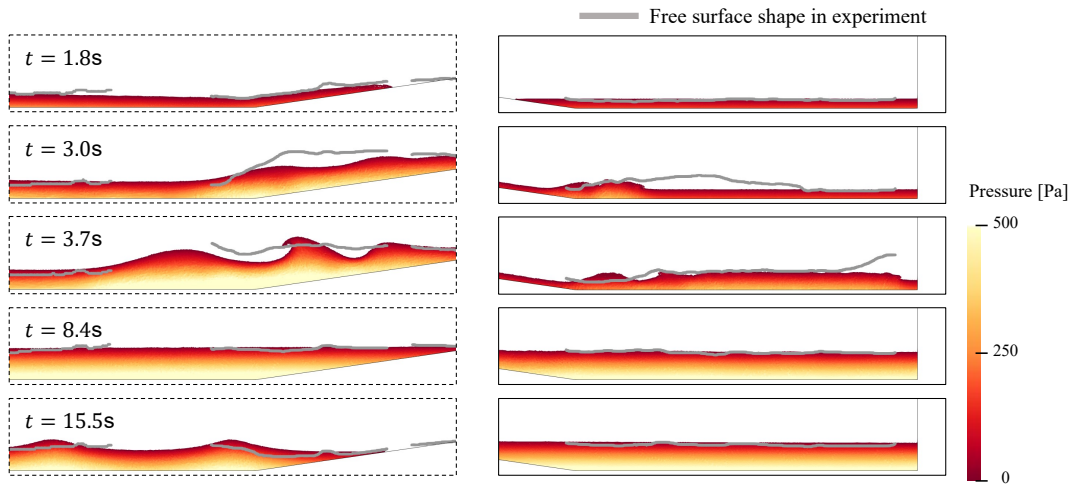 Free surface shape in experiment
t = 1.8s
t = 3.0s
t = 3.7s
t = 8.4s
t = 15.5s
Pressure [Pa]
500
250
0